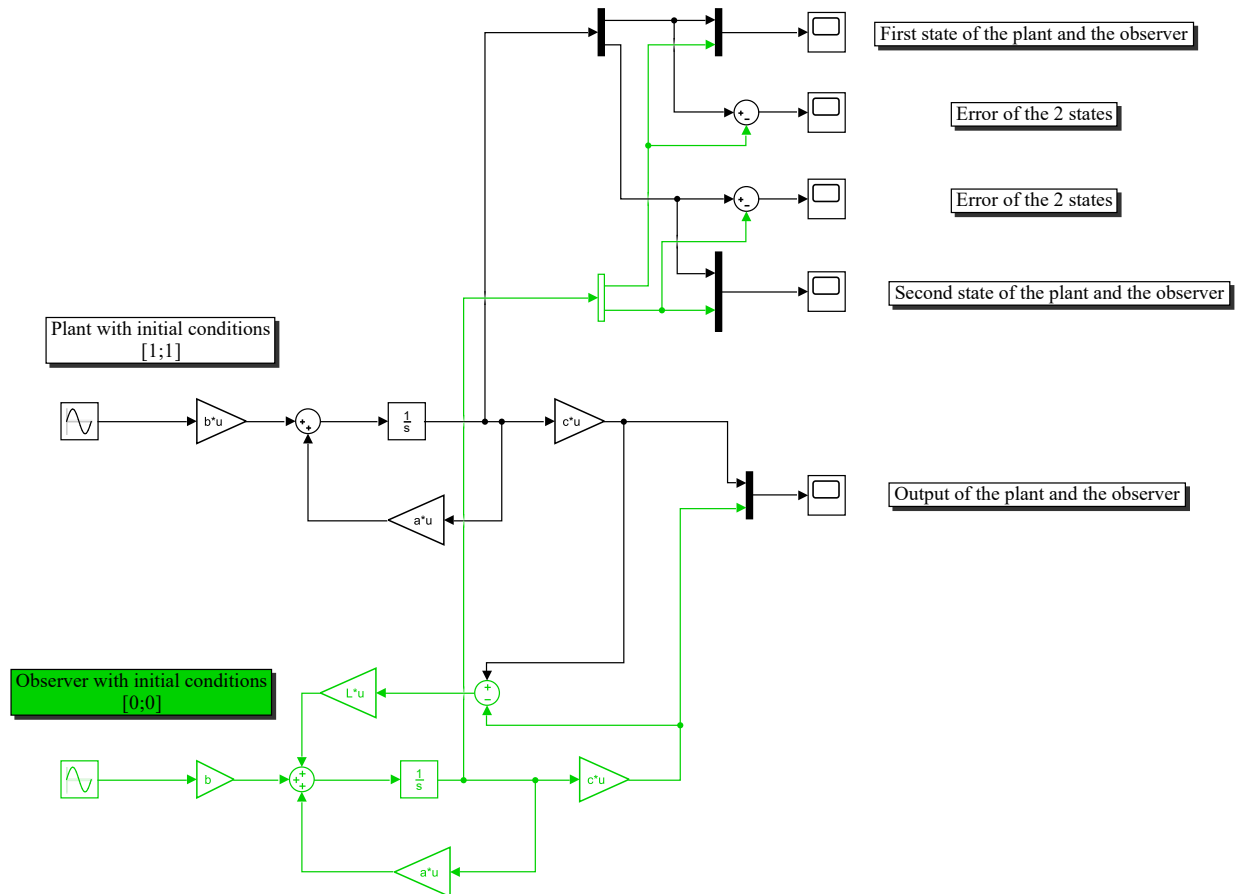 First state of the plant and the observer
Error of the 2 states
+
−
Error of the 2 states
+
−
Second state of the plant and the observer
Plant with initial conditions
[1;1]
b*u
+
+
1
s
c*u
a*u
Output of the plant and the observer
Observer with initial conditions
[0;0]
L*u
+
−
b
+
+
+
1
s
c*u
a*u